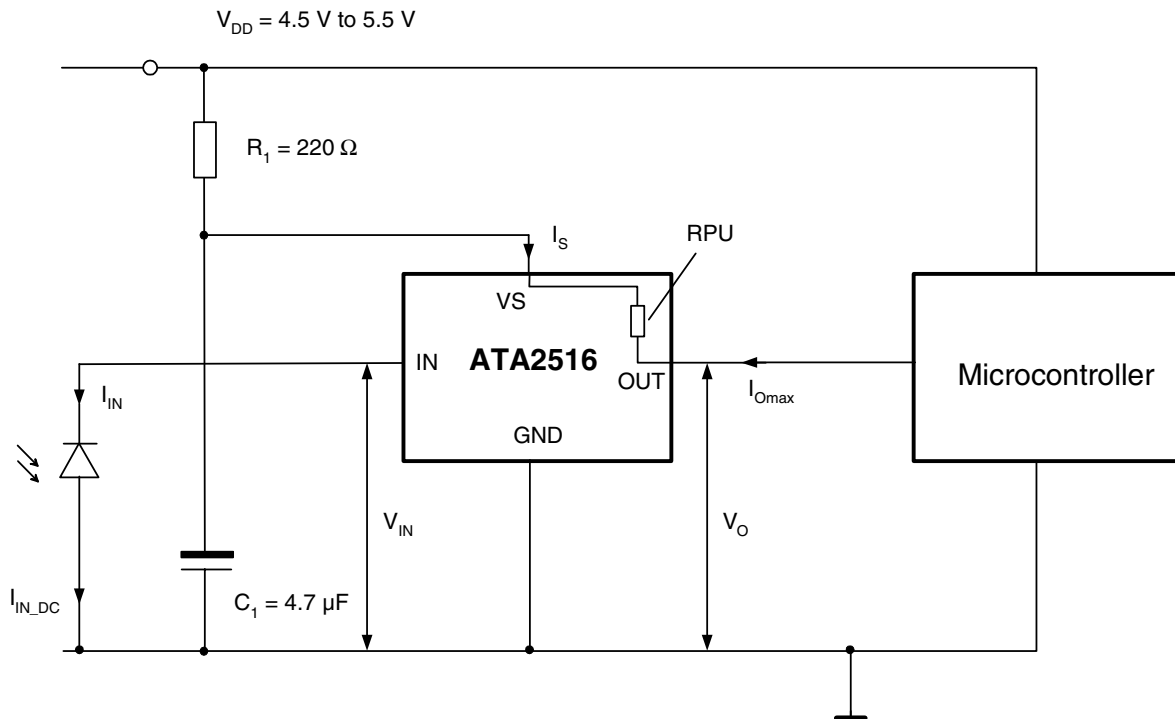 V_DD = 4.5 V to 5.5 V
R_1 = 220 Ω
I_S
RPU
VS
IN
ATA2516
OUT
GND
I_Omax
Microcontroller
I_IN
V_IN
V_O
I_IN_DC
C_1 = 4.7 µF